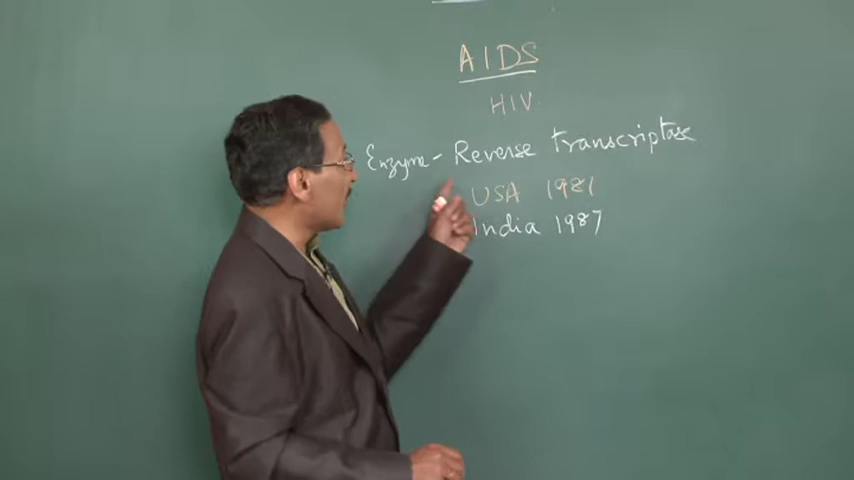 AIDS
HIV
Enzyme - Reverse Transcriptase
USA 1981
India 1987